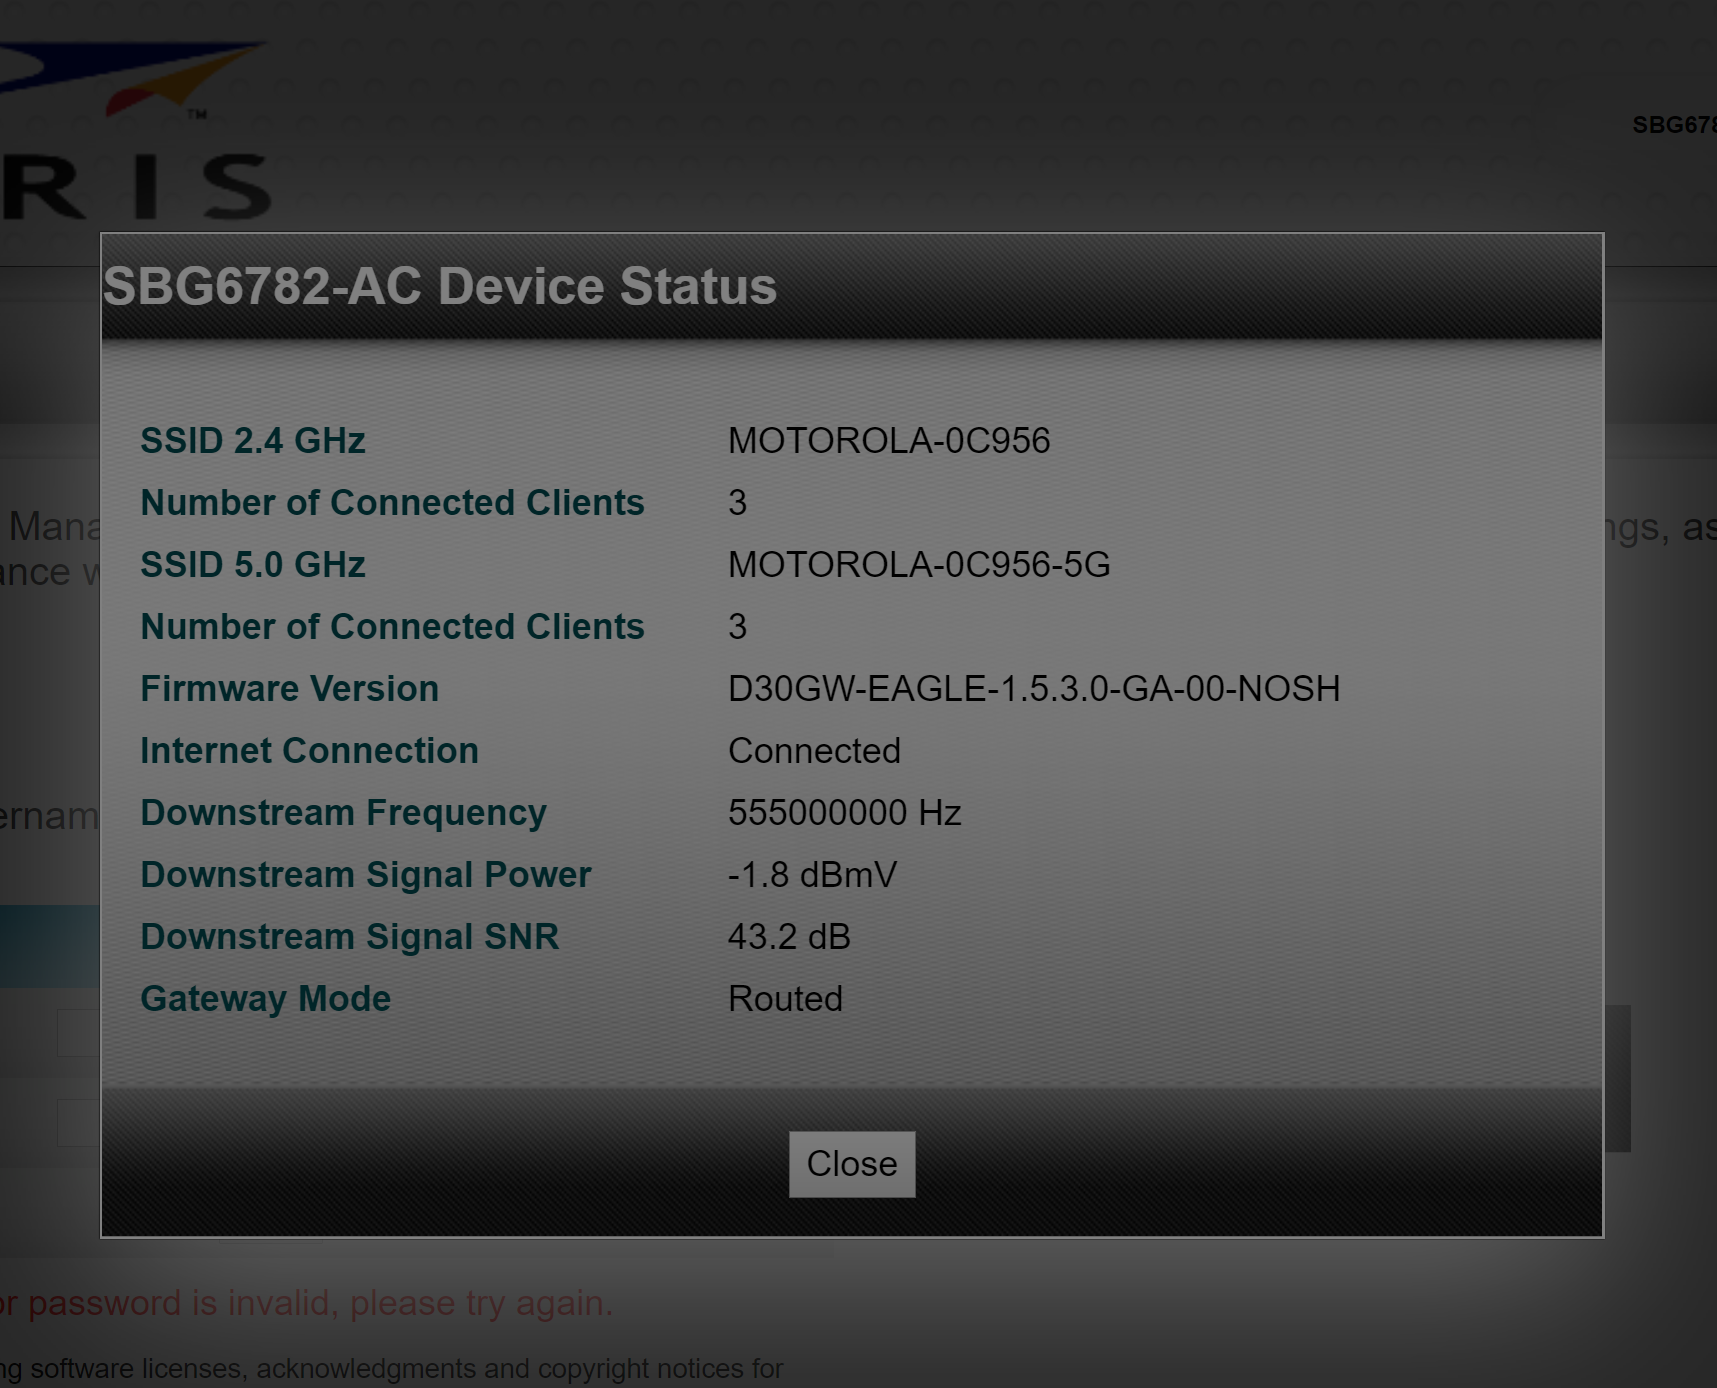 TM
RIS
SBG678
SBG6782-AC Device Status
SSID 2.4 GHz MOTOROLA-0C956
Number of Connected Clients 3
Mana ngs, as
SSID 5.0 GHz MOTOROLA-0C956-5G
ance w
Number of Connected Clients 3
Firmware Version D30GW-EAGLE-1.5.3.0-GA-00-NOSH
Internet Connection Connected
Downstream Frequency 555000000 Hz
ernam
Downstream Signal Power -1.8 dBmV
Downstream Signal SNR 43.2 dB
Gateway Mode Routed
Close
or password is invalid, please try again.
ng software licenses, acknowledgments and copyright notices for